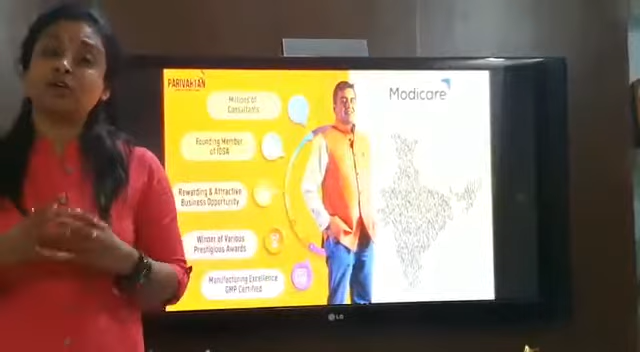 PARIVARTAN
Modicare
Millions of
Consultants
Founding Member
of IDSA
Rewarding & Attractive
Business Opportunity
Winner of Various
Prestigious Awards
Manufacturing Excellence
GMP Certified
LG